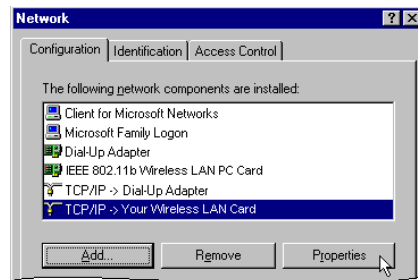 Network
? ×
Configuration Identification Access Control
The following network components are installed:
Client for Microsoft Networks
Microsoft Family Logon
Dial-Up Adapter
IEEE 802.11b Wireless LAN PC Card
TCP/IP -> Dial-Up Adapter
TCP/IP -> Your Wireless LAN Card
Add... Remove Properties